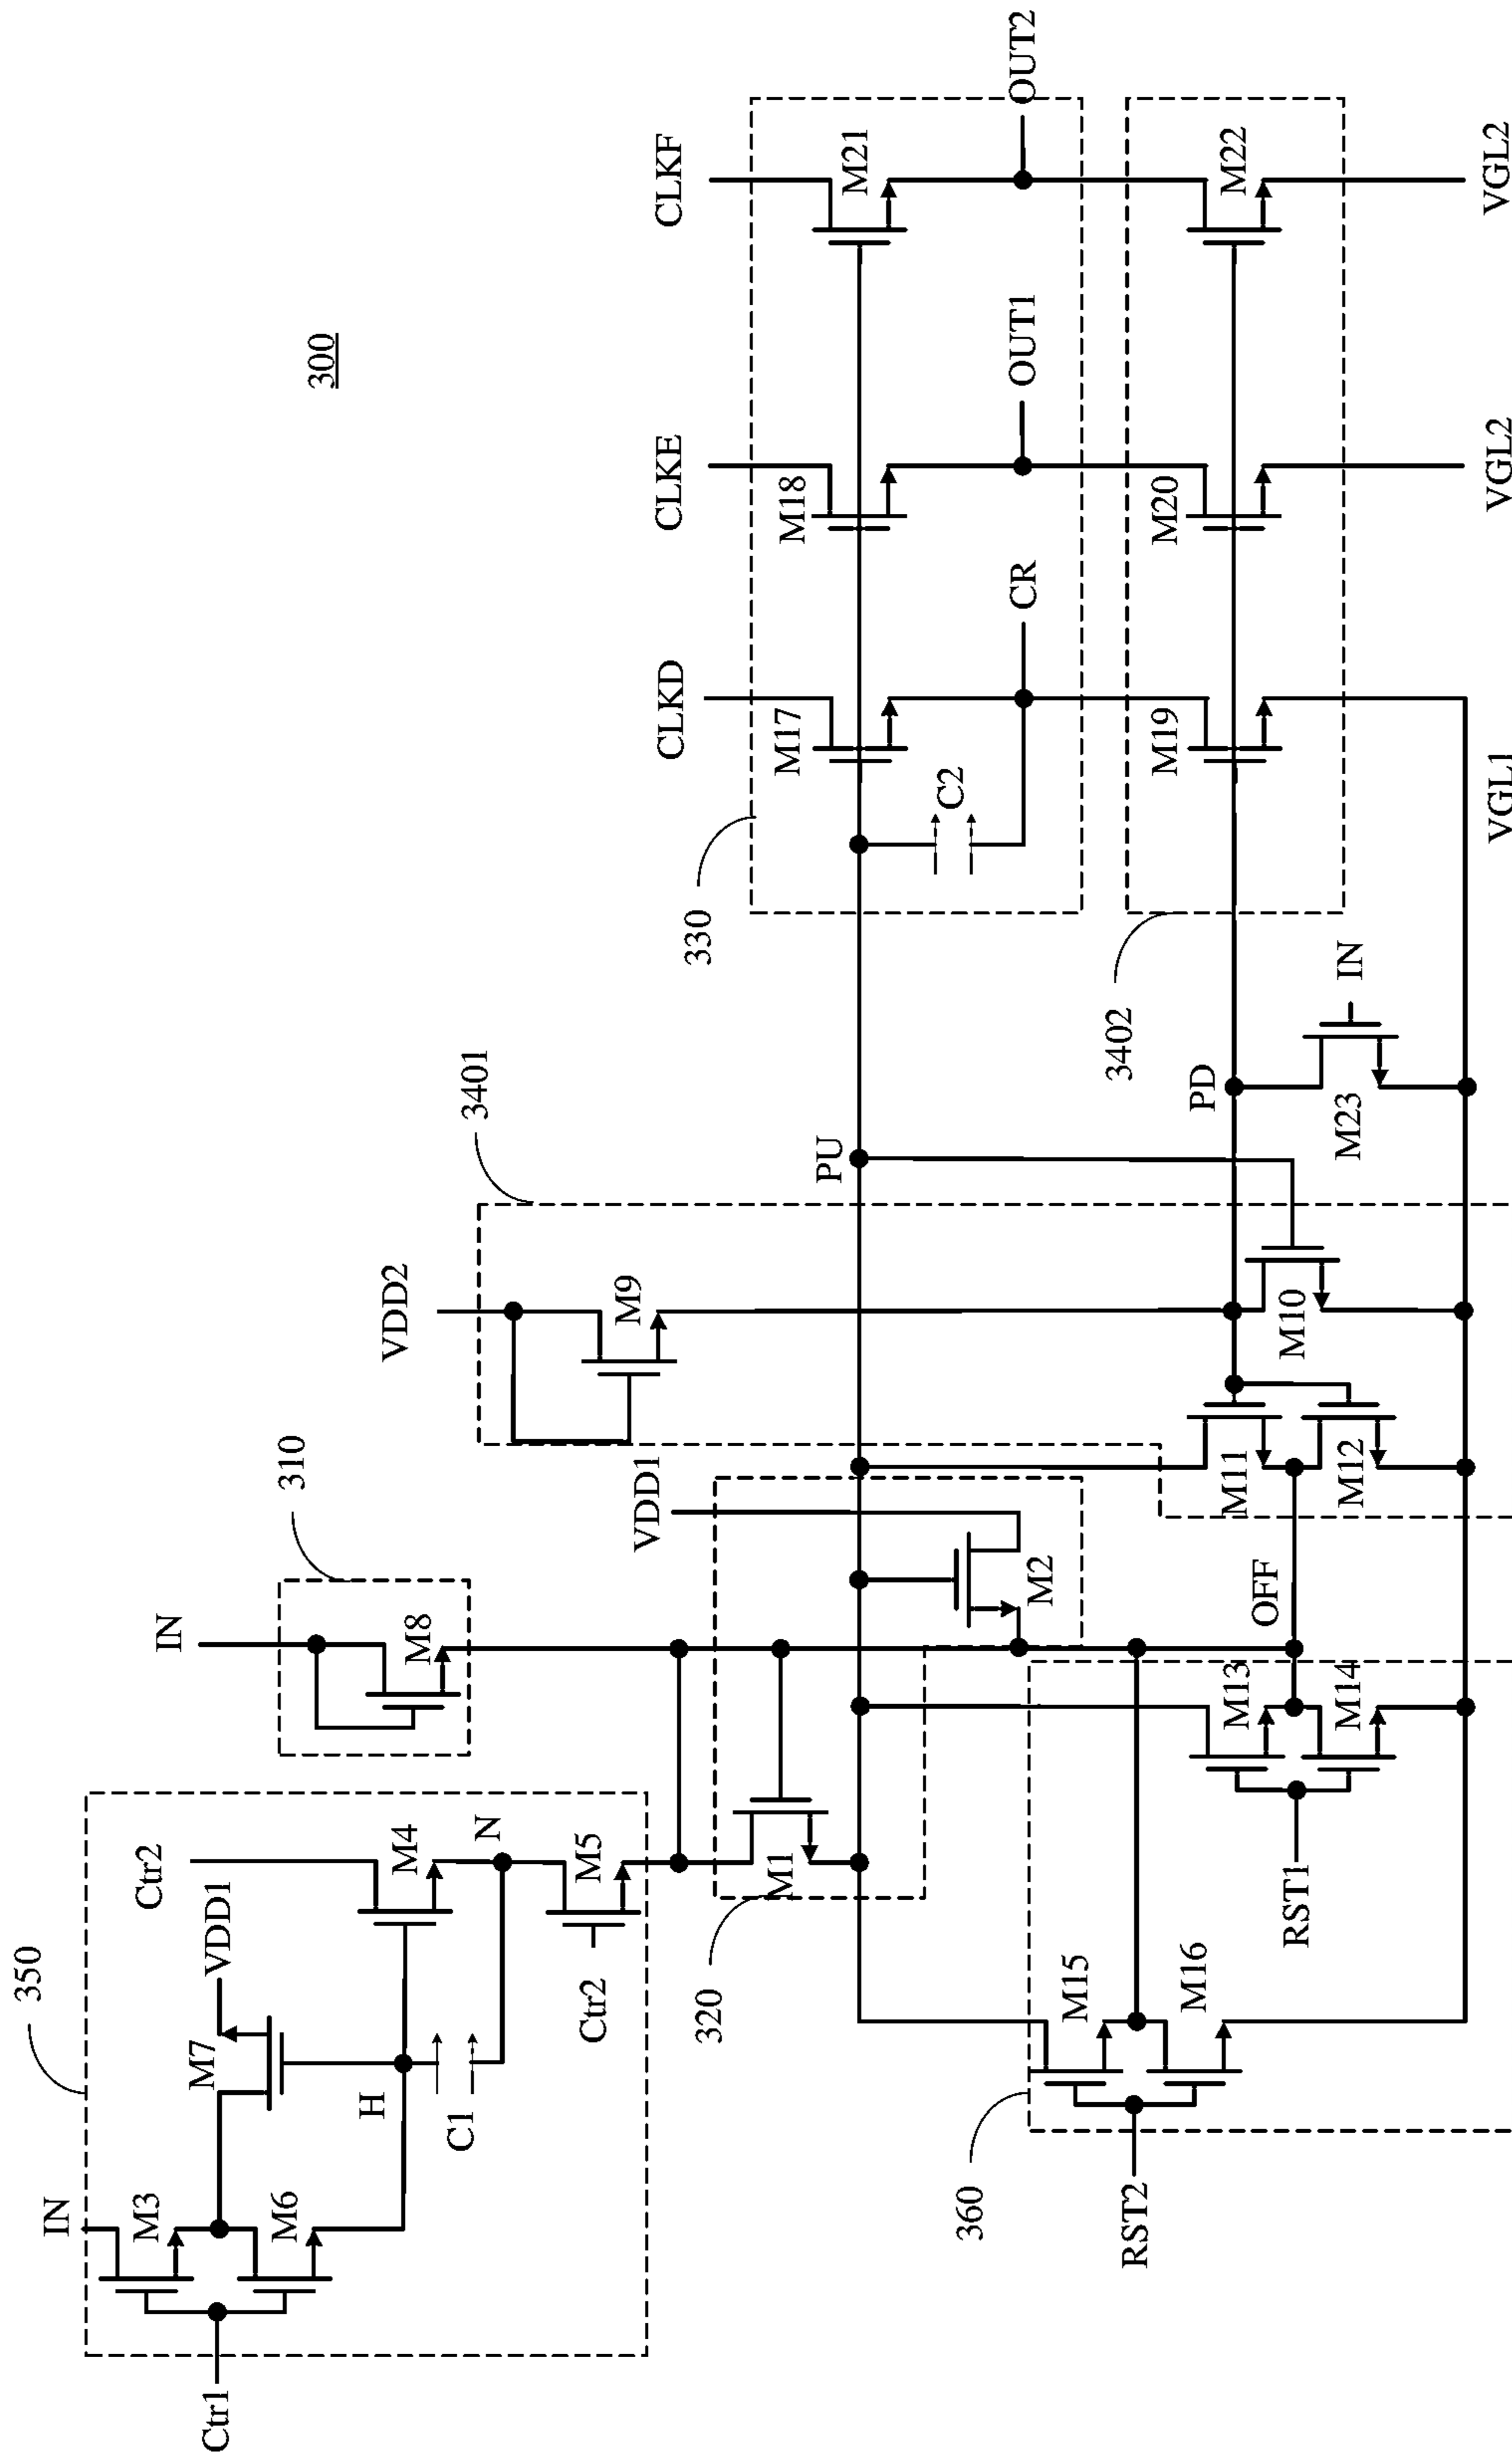 300
350
Ctr1
IN
M3
M6
M7
VDD1
H
C1
Ctr2
M4
N
M5
Ctr2
310
IN
M8
320
M1
VDD1
M2
OFF
3401
VDD2
M9
M10
M11
M12
360
RST2
M15
M16
RST1
M13
M14
PU
PD
M23
IN
330
CLKD
M17
C2
CR
CLKE
M18
OUT1
CLKF
M21
OUT2
3402
M19
M20
M22
VGL1
VGL2
VGL2